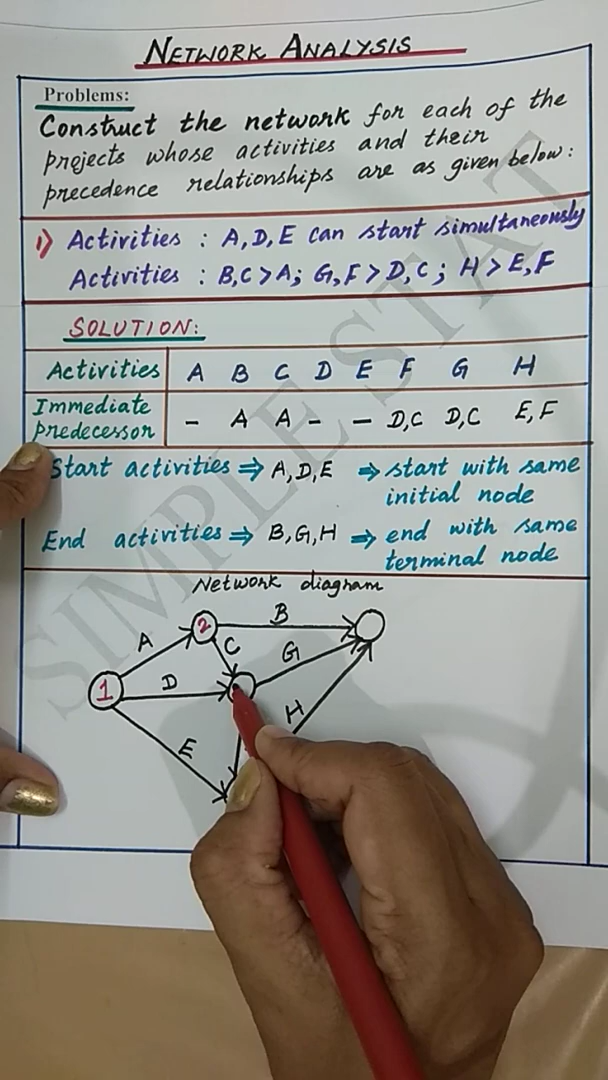 NETWORK ANALYSIS
Problems:
Construct the network for each of the
projects whose activities and their
precedence relationships are as given below:
1) Activities : A, D, E can start simultaneously
Activities : B,C > A; G,F > D,C; H > E,F
SOLUTION:
Activities A B C D E F G H
Immediate
predecessor - A A - - D,C D,C E,F
Start activities ⇒ A,D,E ⇒ start with same
initial node
End activities ⇒ B,G,H ⇒ end with same
terminal node
Network diagram
A 2 B
C
G
1 D
H
E
SIMPLE STAT